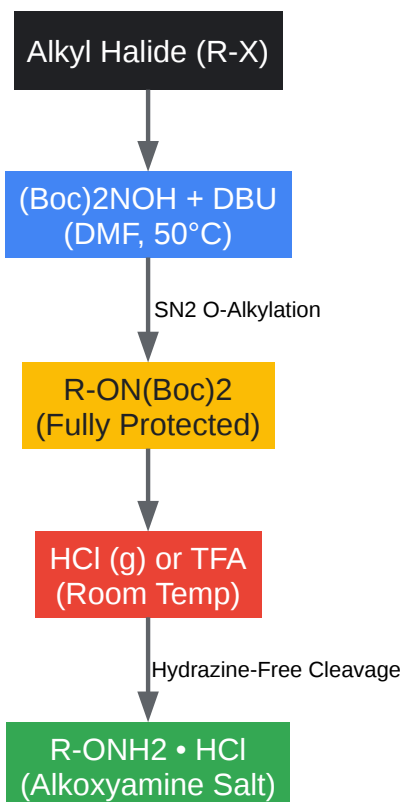 Alkyl Halide (R-X)
(Boc)2NOH + DBU
(DMF, 50°C)
SN2 O-Alkylation
R-ON(Boc)2
(Fully Protected)
HCl (g) or TFA
(Room Temp)
Hydrazine-Free Cleavage
R-ONH2 • HCl
(Alkoxyamine Salt)